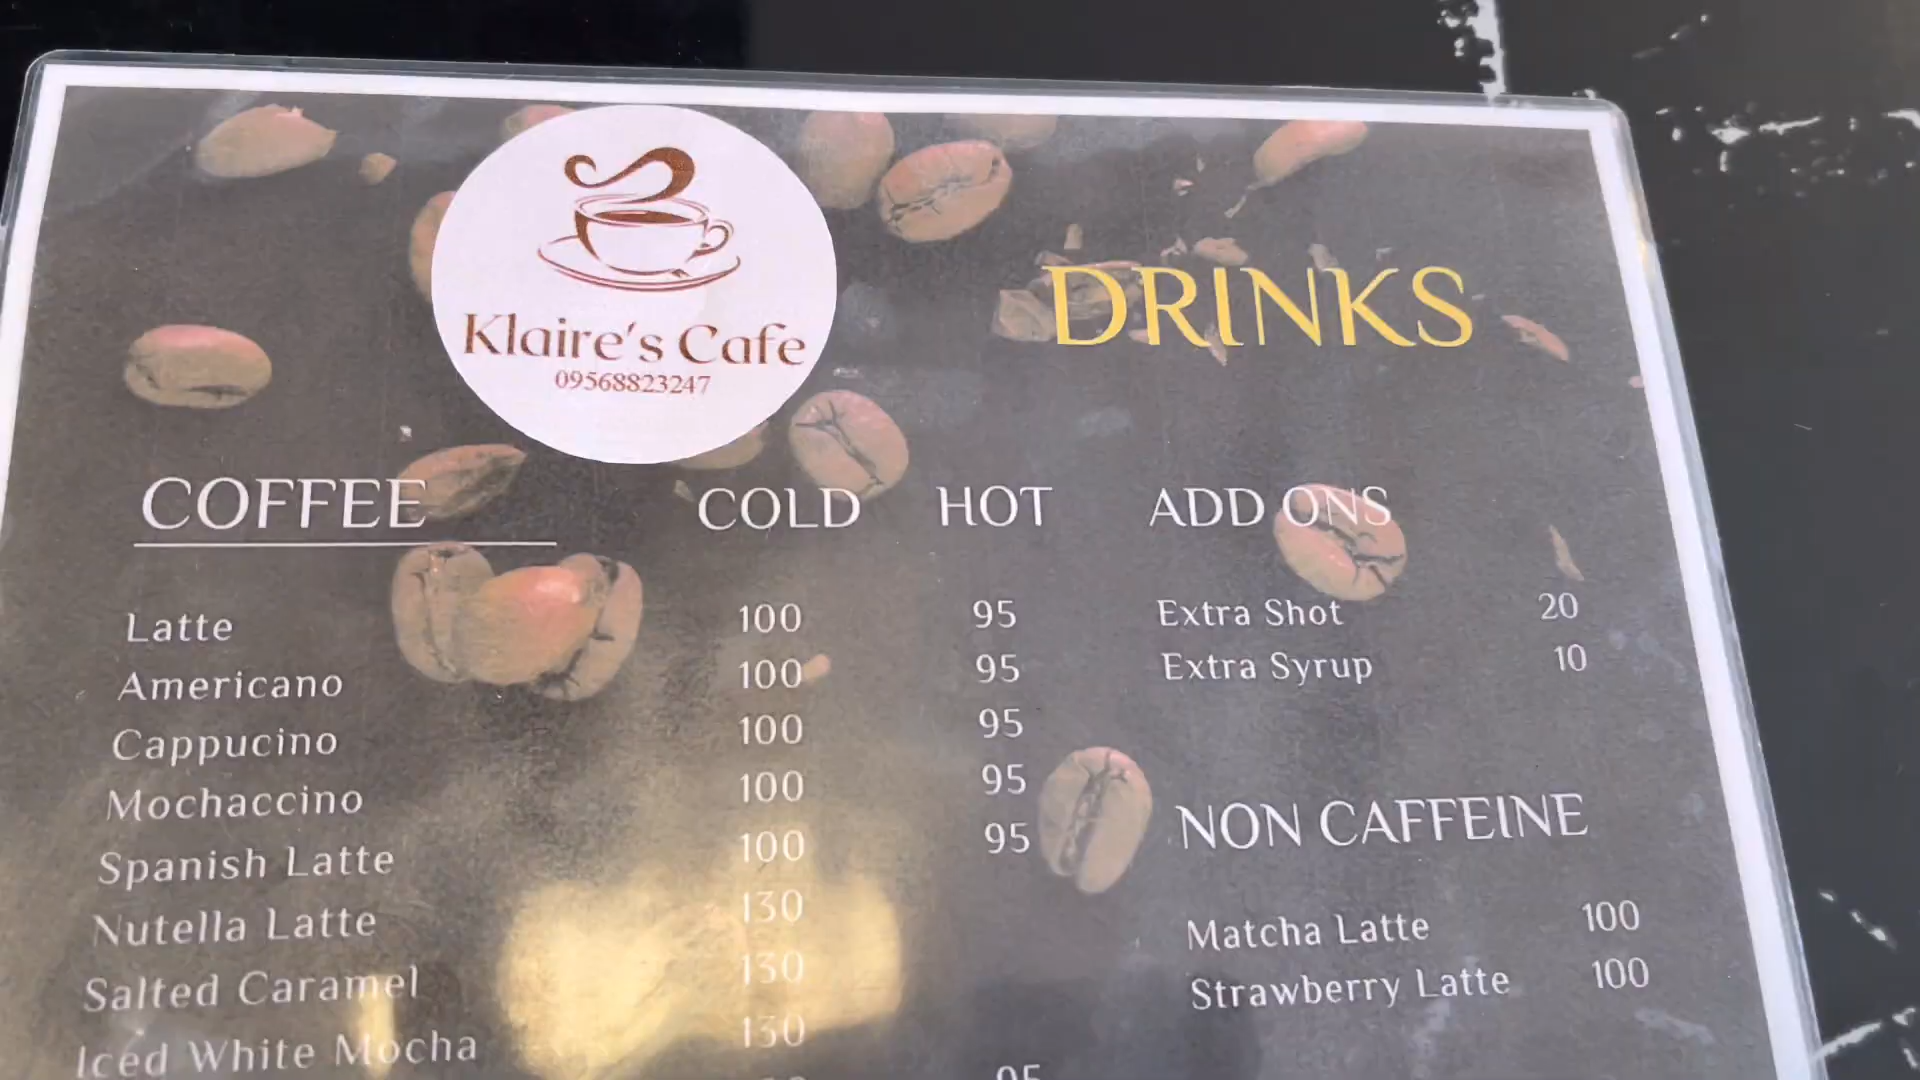 Klaire's Cafe
09568823247
DRINKS
COFFEE COLD HOT
Latte 100 95
Americano 100 95
Cappucino 100 95
Mochaccino 100 95
Spanish Latte 100 95
Nutella Latte 130
Salted Caramel 130
Iced White Mocha 130
95
ADD ONS
Extra Shot 20
Extra Syrup 10
NON CAFFEINE
Matcha Latte 100
Strawberry Latte 100